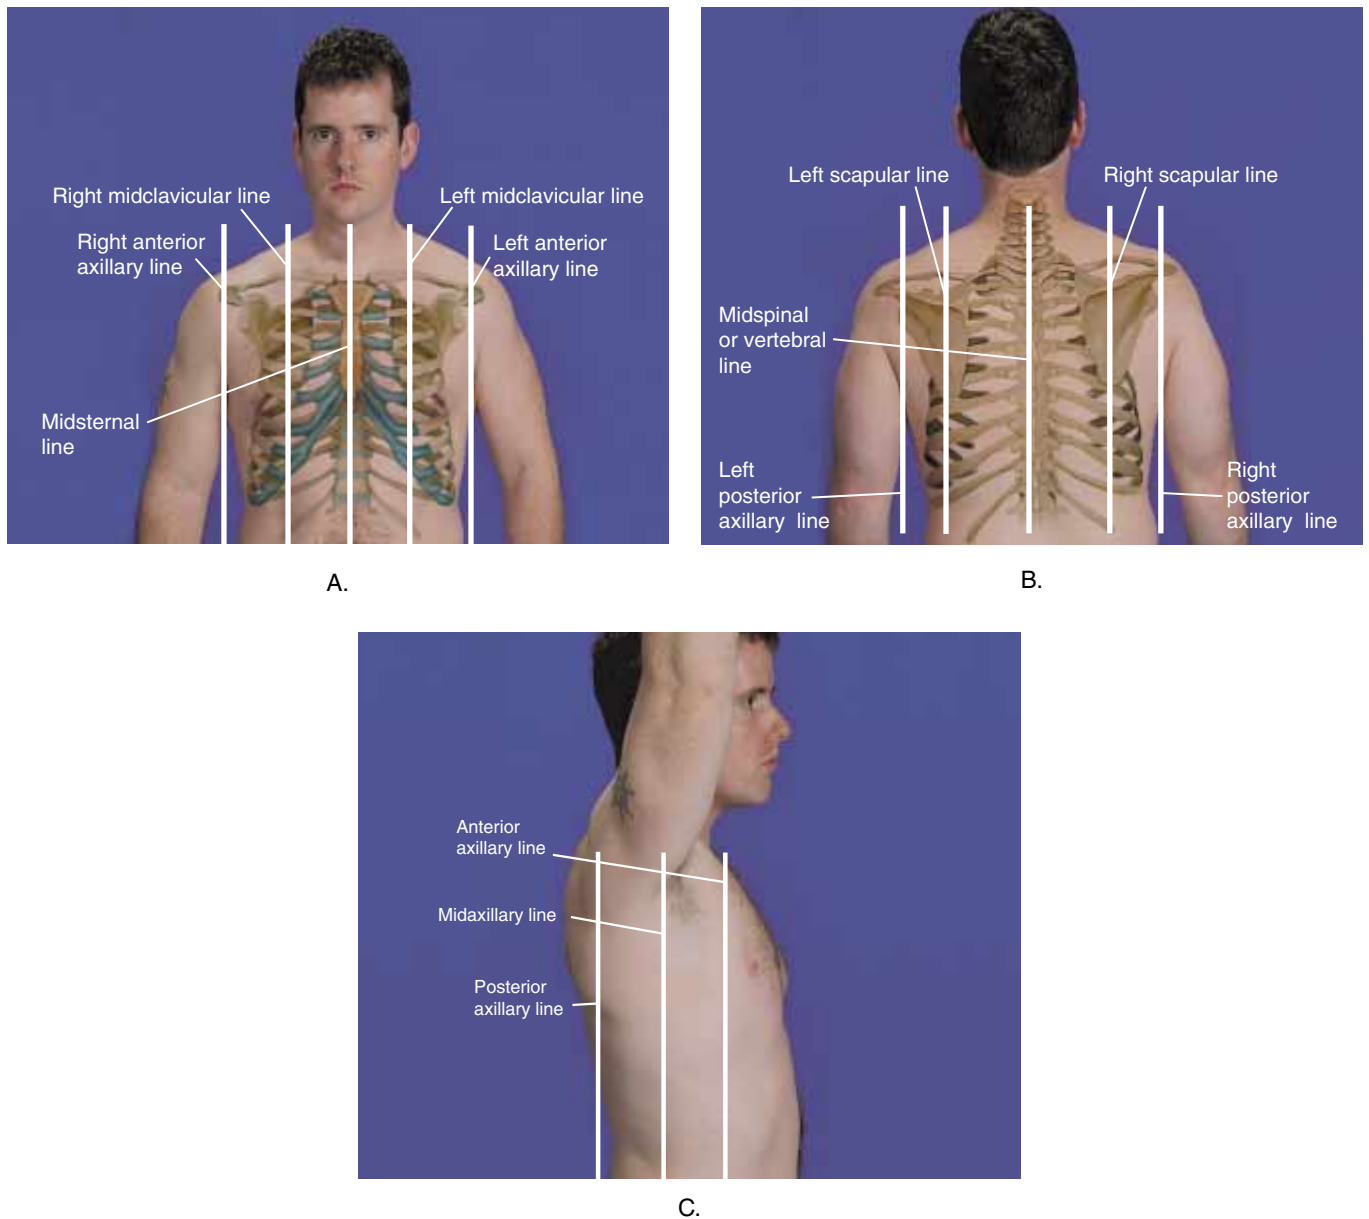 Right midclavicular line
Left midclavicular line
Right anterior
axillary line
Left anterior
axillary line
Midsternal
line
A.
Left scapular line
Right scapular line
Midspinal
or vertebral
line
Left
posterior
axillary line
Right
posterior
axillary line
B.
Anterior
axillary line
Midaxillary line
Posterior
axillary line
C.